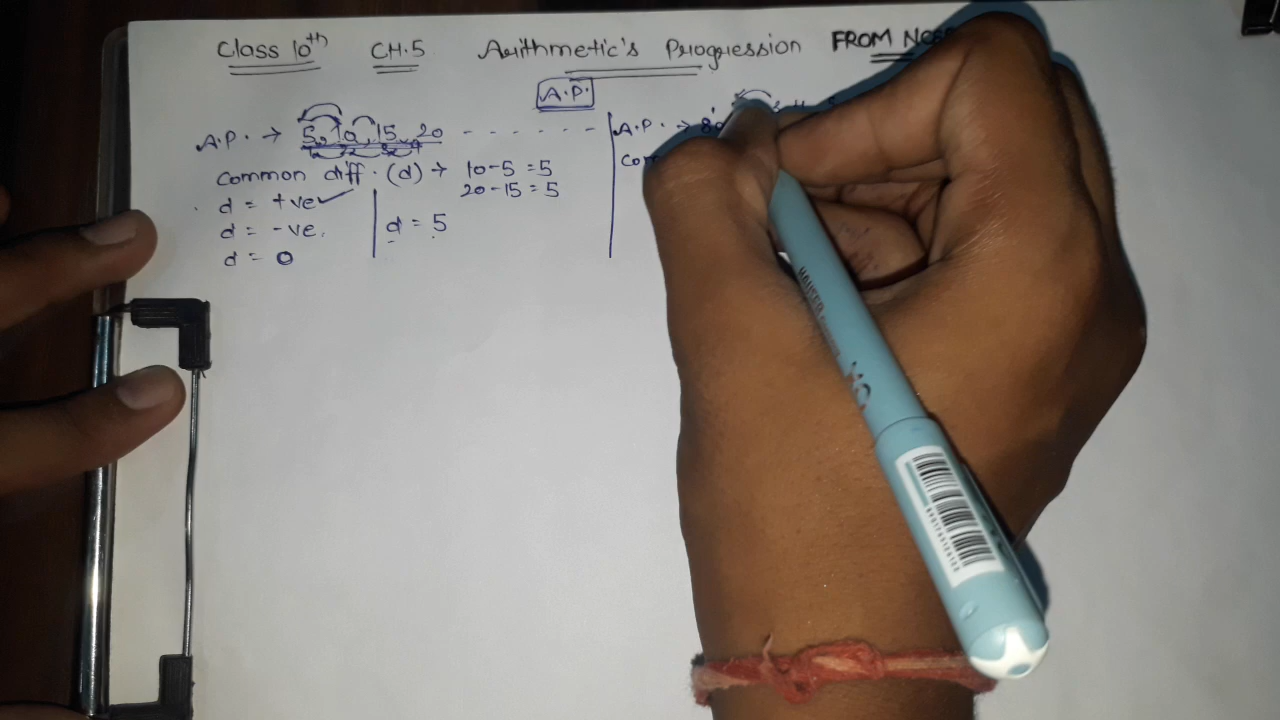 Class 10th CH.5 Arithmetic's Progression FROM
A.P.
A.P. → 5, 10, 15, 20 - - - - - -
Common diff. (d) → 10-5 = 5
20-15 = 5
d = +ve ✓
d = -ve.
d = 0
d = 5
A.P. →